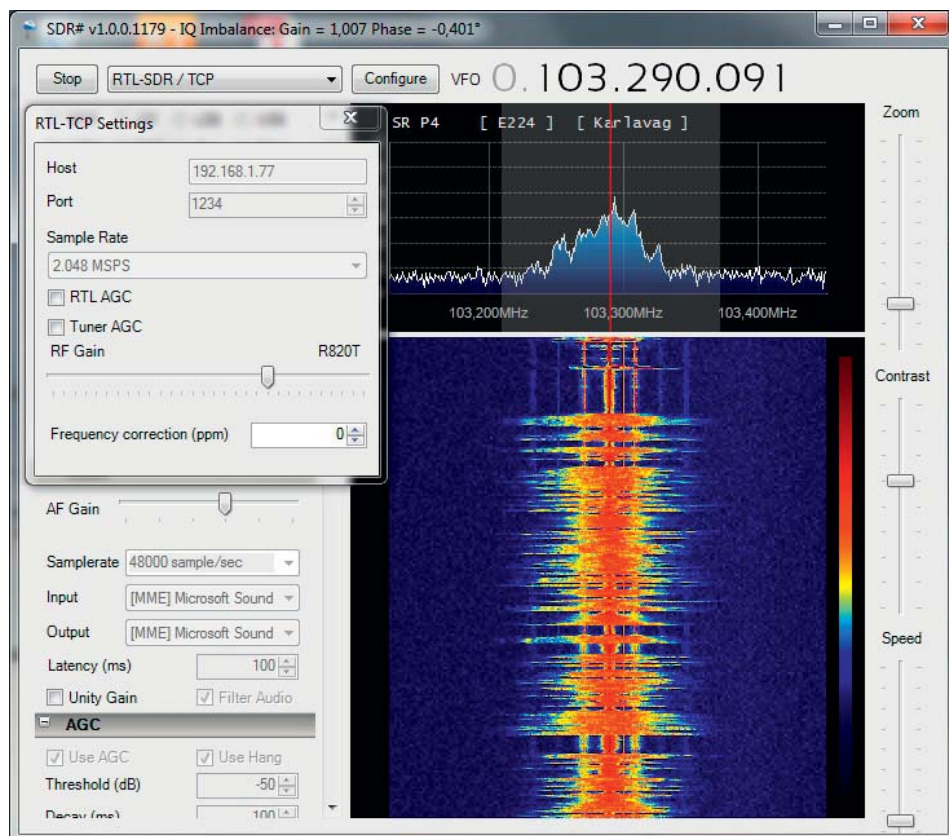 SDR# v1.0.0.1179 - IQ Imbalance: Gain = 1,007 Phase = -0,401°
Stop
RTL-SDR / TCP
Configure
VFO
0.103.290.091
RTL-TCP Settings
Host
192.168.1.77
Port
1234
Sample Rate
2.048 MSPS
RTL AGC
Tuner AGC
RF Gain R820T
Frequency correction (ppm) 0
SR P4 [ E224 ] [ Karlavag ]
103,200MHz 103,300MHz 103,400MHz
Zoom
Contrast
Speed
AF Gain
Samplerate 48000 sample/sec
Input [MME] Microsoft Sound
Output [MME] Microsoft Sound
Latency (ms) 100
Unity Gain Filter Audio
AGC
Use AGC Use Hang
Threshold (dB) -50
Decay (ms) 100